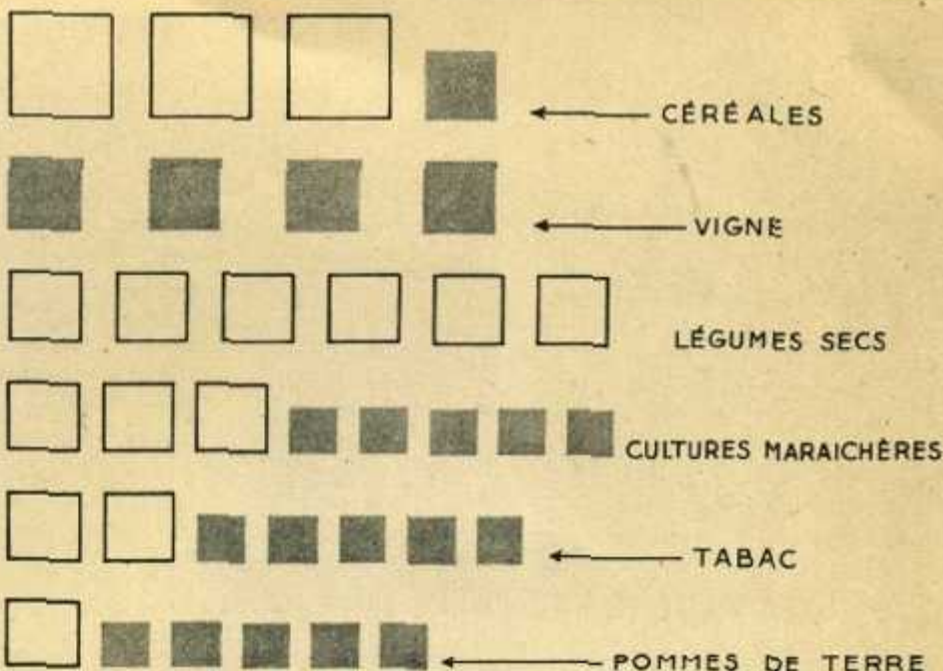 CÉRÉALES
VIGNE
LÉGUMES SECS
CULTURES MARAICHÈRES
TABAC
POMMES DE TERRE